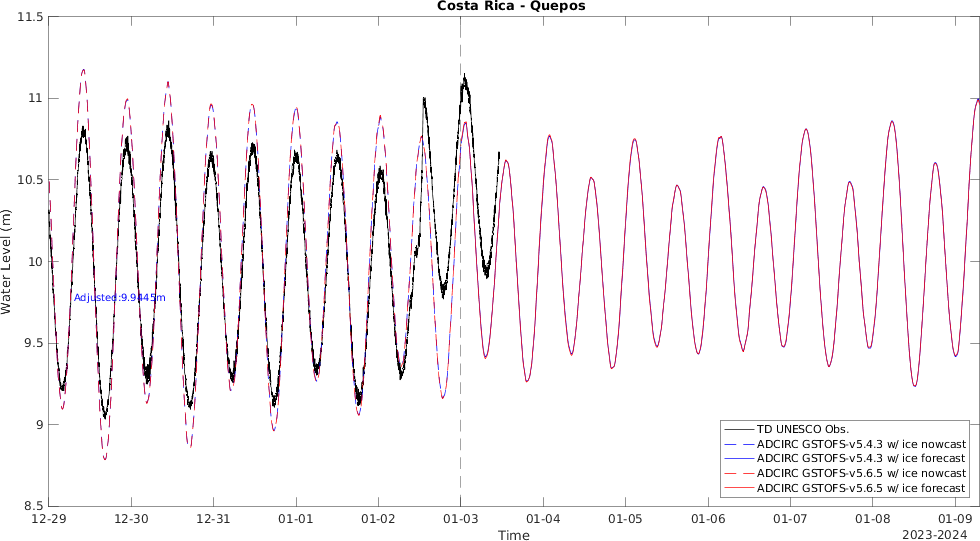 Costa Rica - Quepos
11.5
11
10.5
10
9.5
9
8.5
Water Level (m)
Adjusted:9.9445m
TD UNESCO Obs.
ADCIRC GSTOFS-v5.4.3 w/ ice nowcast
ADCIRC GSTOFS-v5.4.3 w/ ice forecast
ADCIRC GSTOFS-v5.6.5 w/ ice nowcast
ADCIRC GSTOFS-v5.6.5 w/ ice forecast
12-29 12-30 12-31 01-01 01-02 01-03 01-04 01-05 01-06 01-07 01-08 01-09
Time
2023-2024